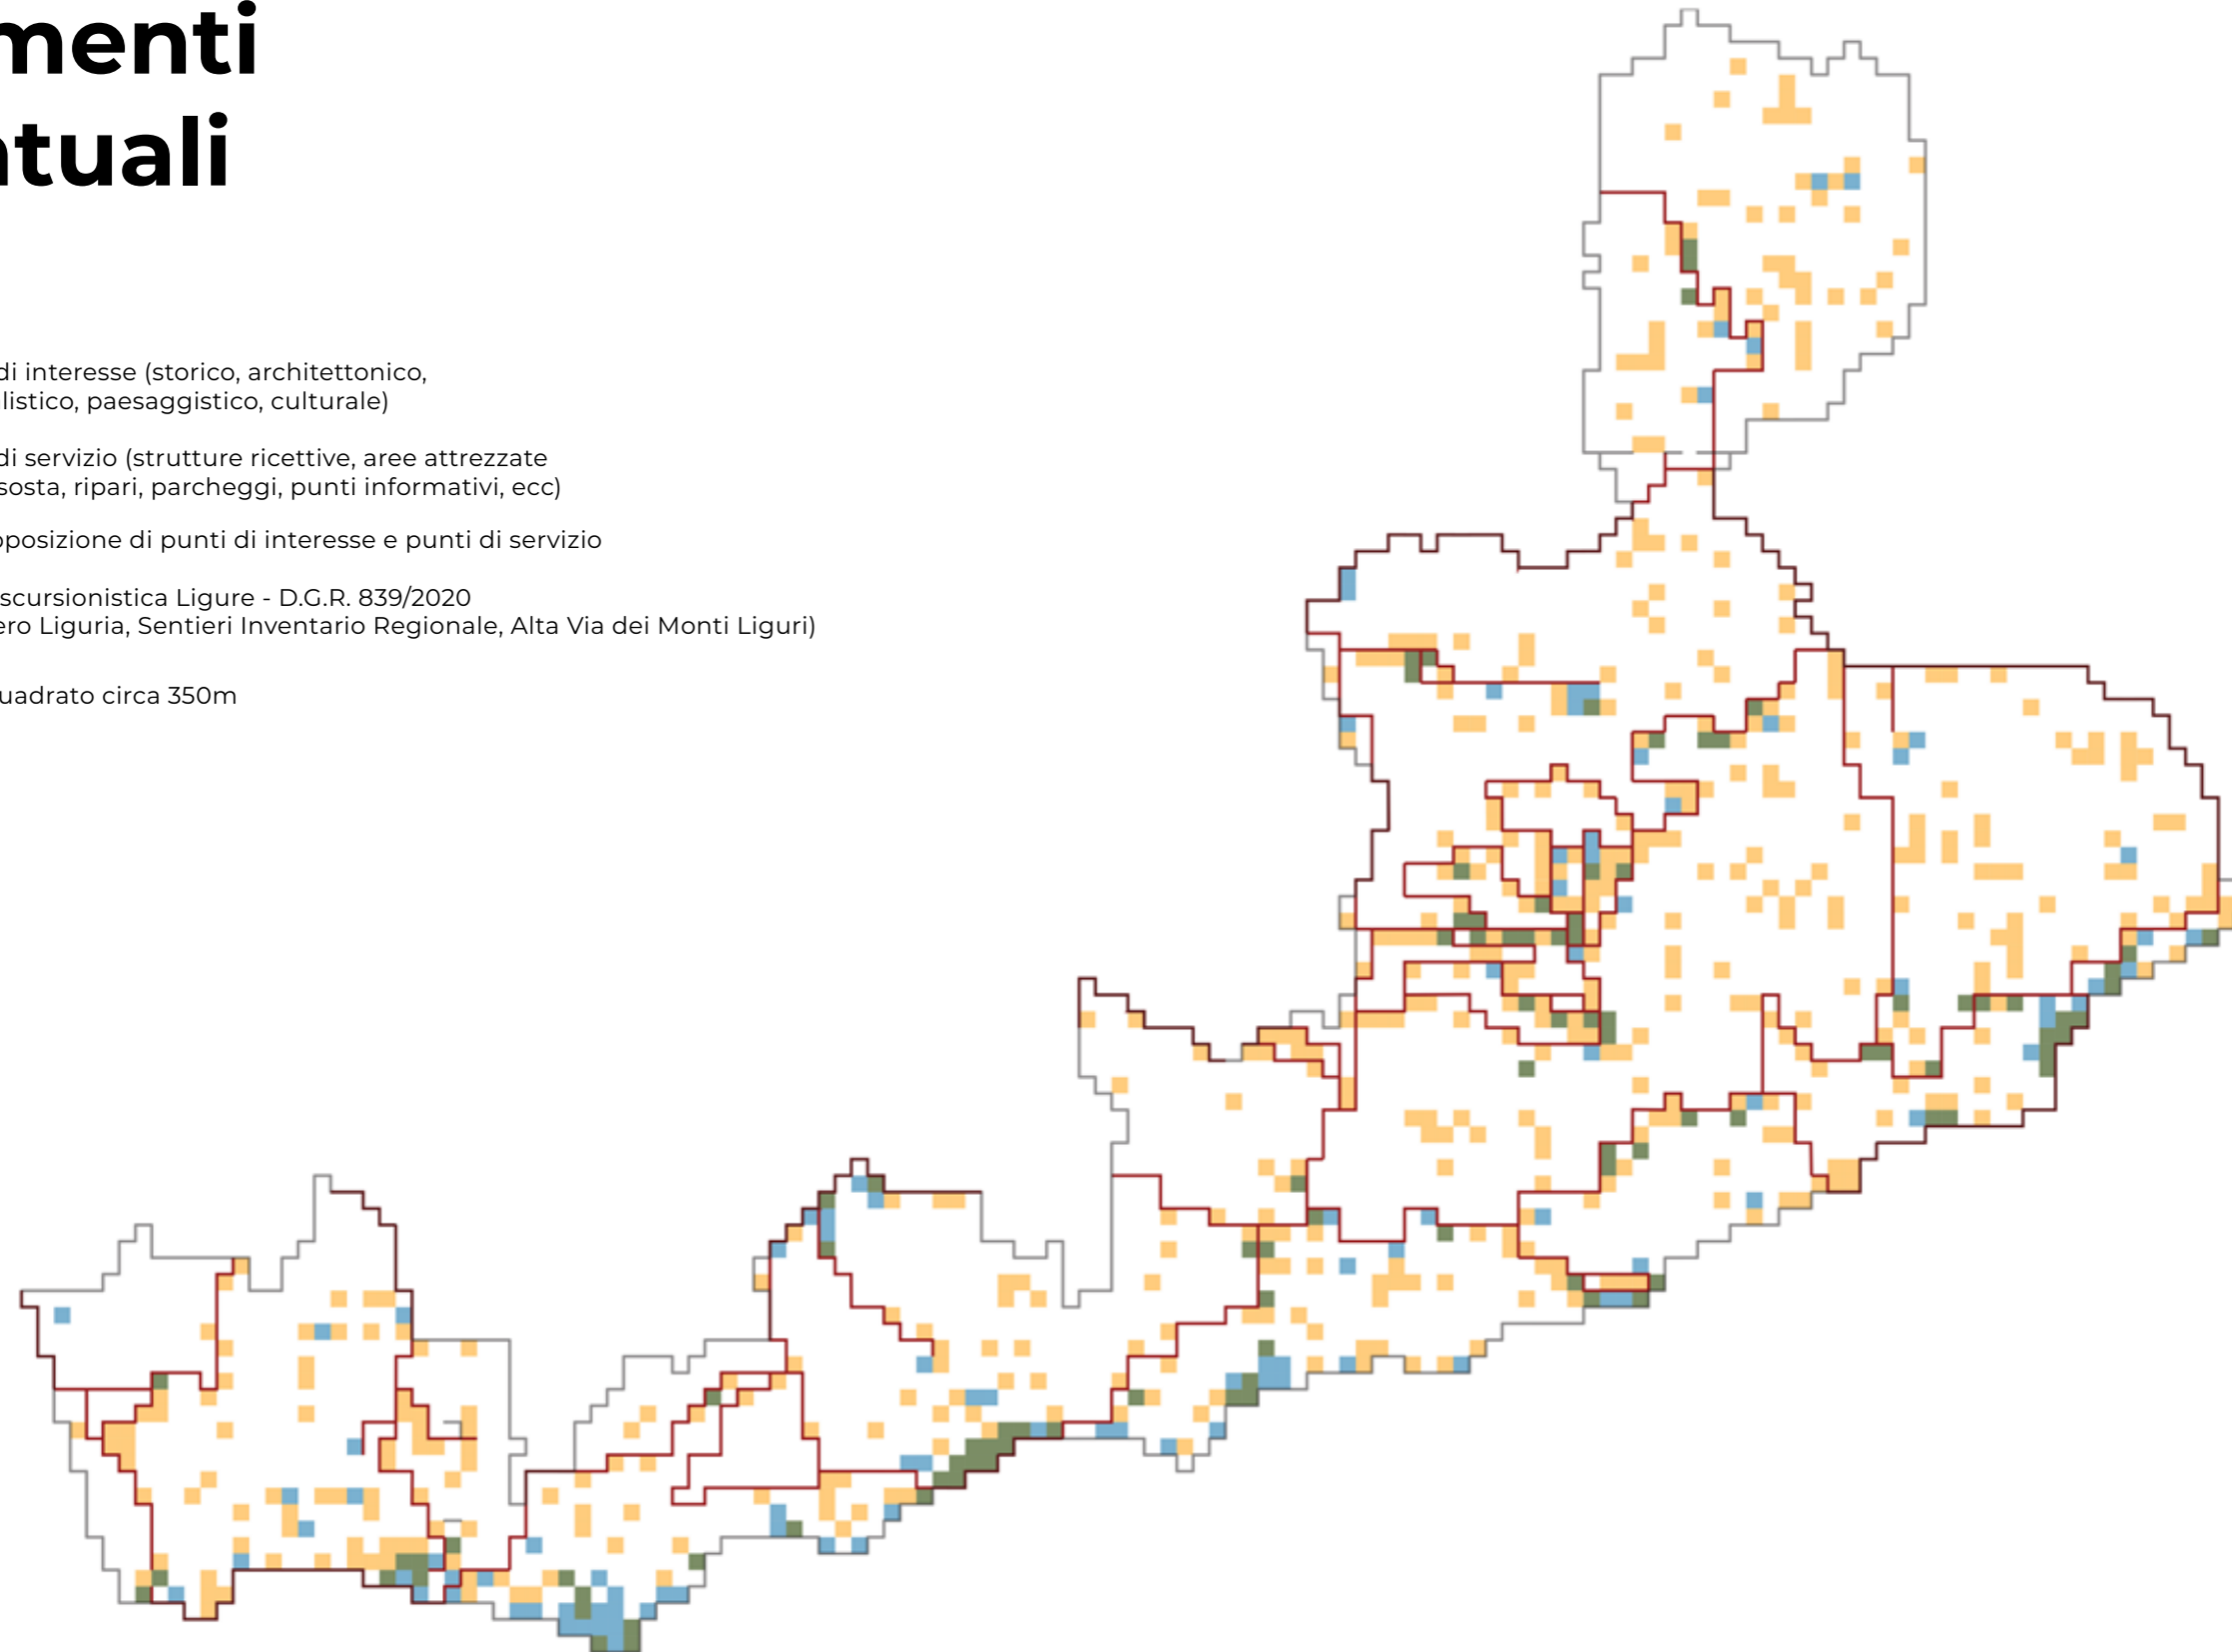 menti
tuali
di interesse (storico, architettonico,
listico, paesaggistico, culturale)
di servizio (strutture ricettive, aree attrezzate
sosta, ripari, parcheggi, punti informativi, ecc)
pposizione di punti di interesse e punti di servizio
scursionistica Ligure - D.G.R. 839/2020
ero Liguria, Sentieri Inventario Regionale, Alta Via dei Monti Liguri)
uadrato circa 350m